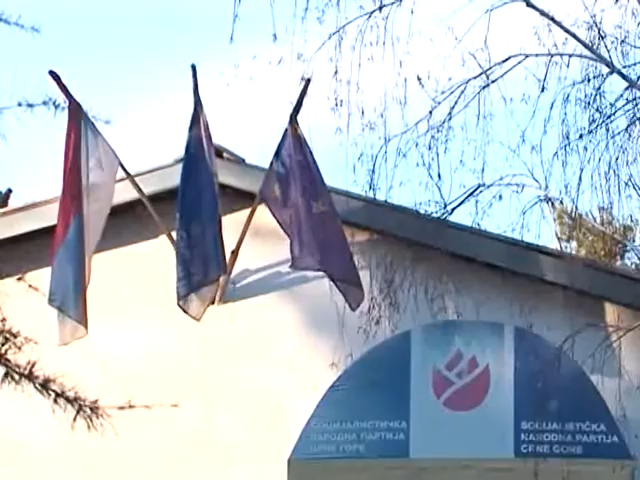 СОЦИЈАЛИСТИЧКА
НАРОДНА ПАРТИЈА
ЦРНЕ ГОРЕ
SOCIJALISTIČKA
NARODNA PARTIJA
CRNE GORE